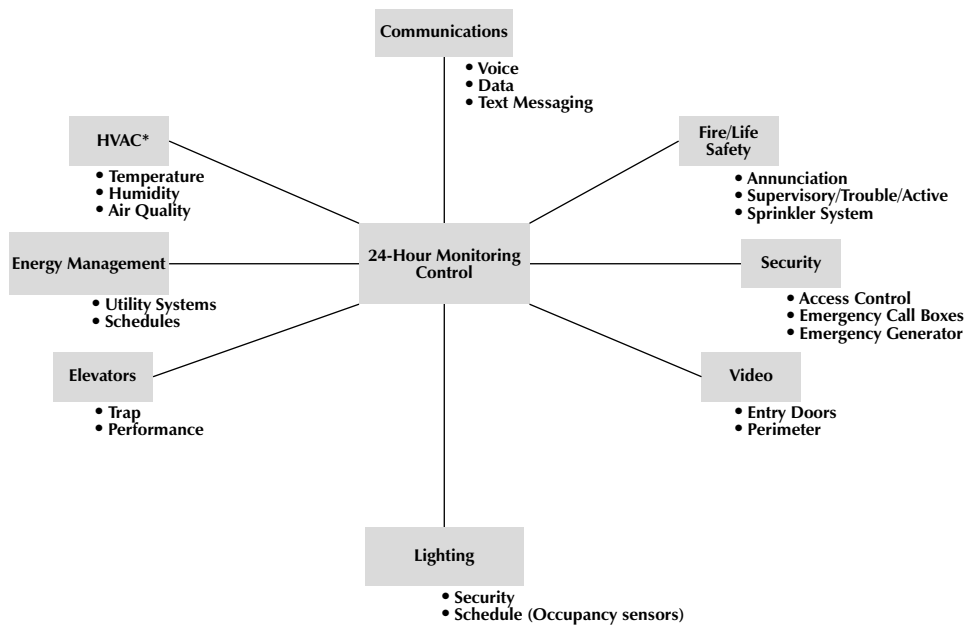 Communications
• Voice
• Data
• Text Messaging
HVAC*
• Temperature
• Humidity
• Air Quality
Fire/Life
Safety
• Annunciation
• Supervisory/Trouble/Active
• Sprinkler System
24-Hour Monitoring
Control
Energy Management
• Utility Systems
• Schedules
Security
• Access Control
• Emergency Call Boxes
• Emergency Generator
Elevators
• Trap
• Performance
Video
• Entry Doors
• Perimeter
Lighting
• Security
• Schedule (Occupancy sensors)